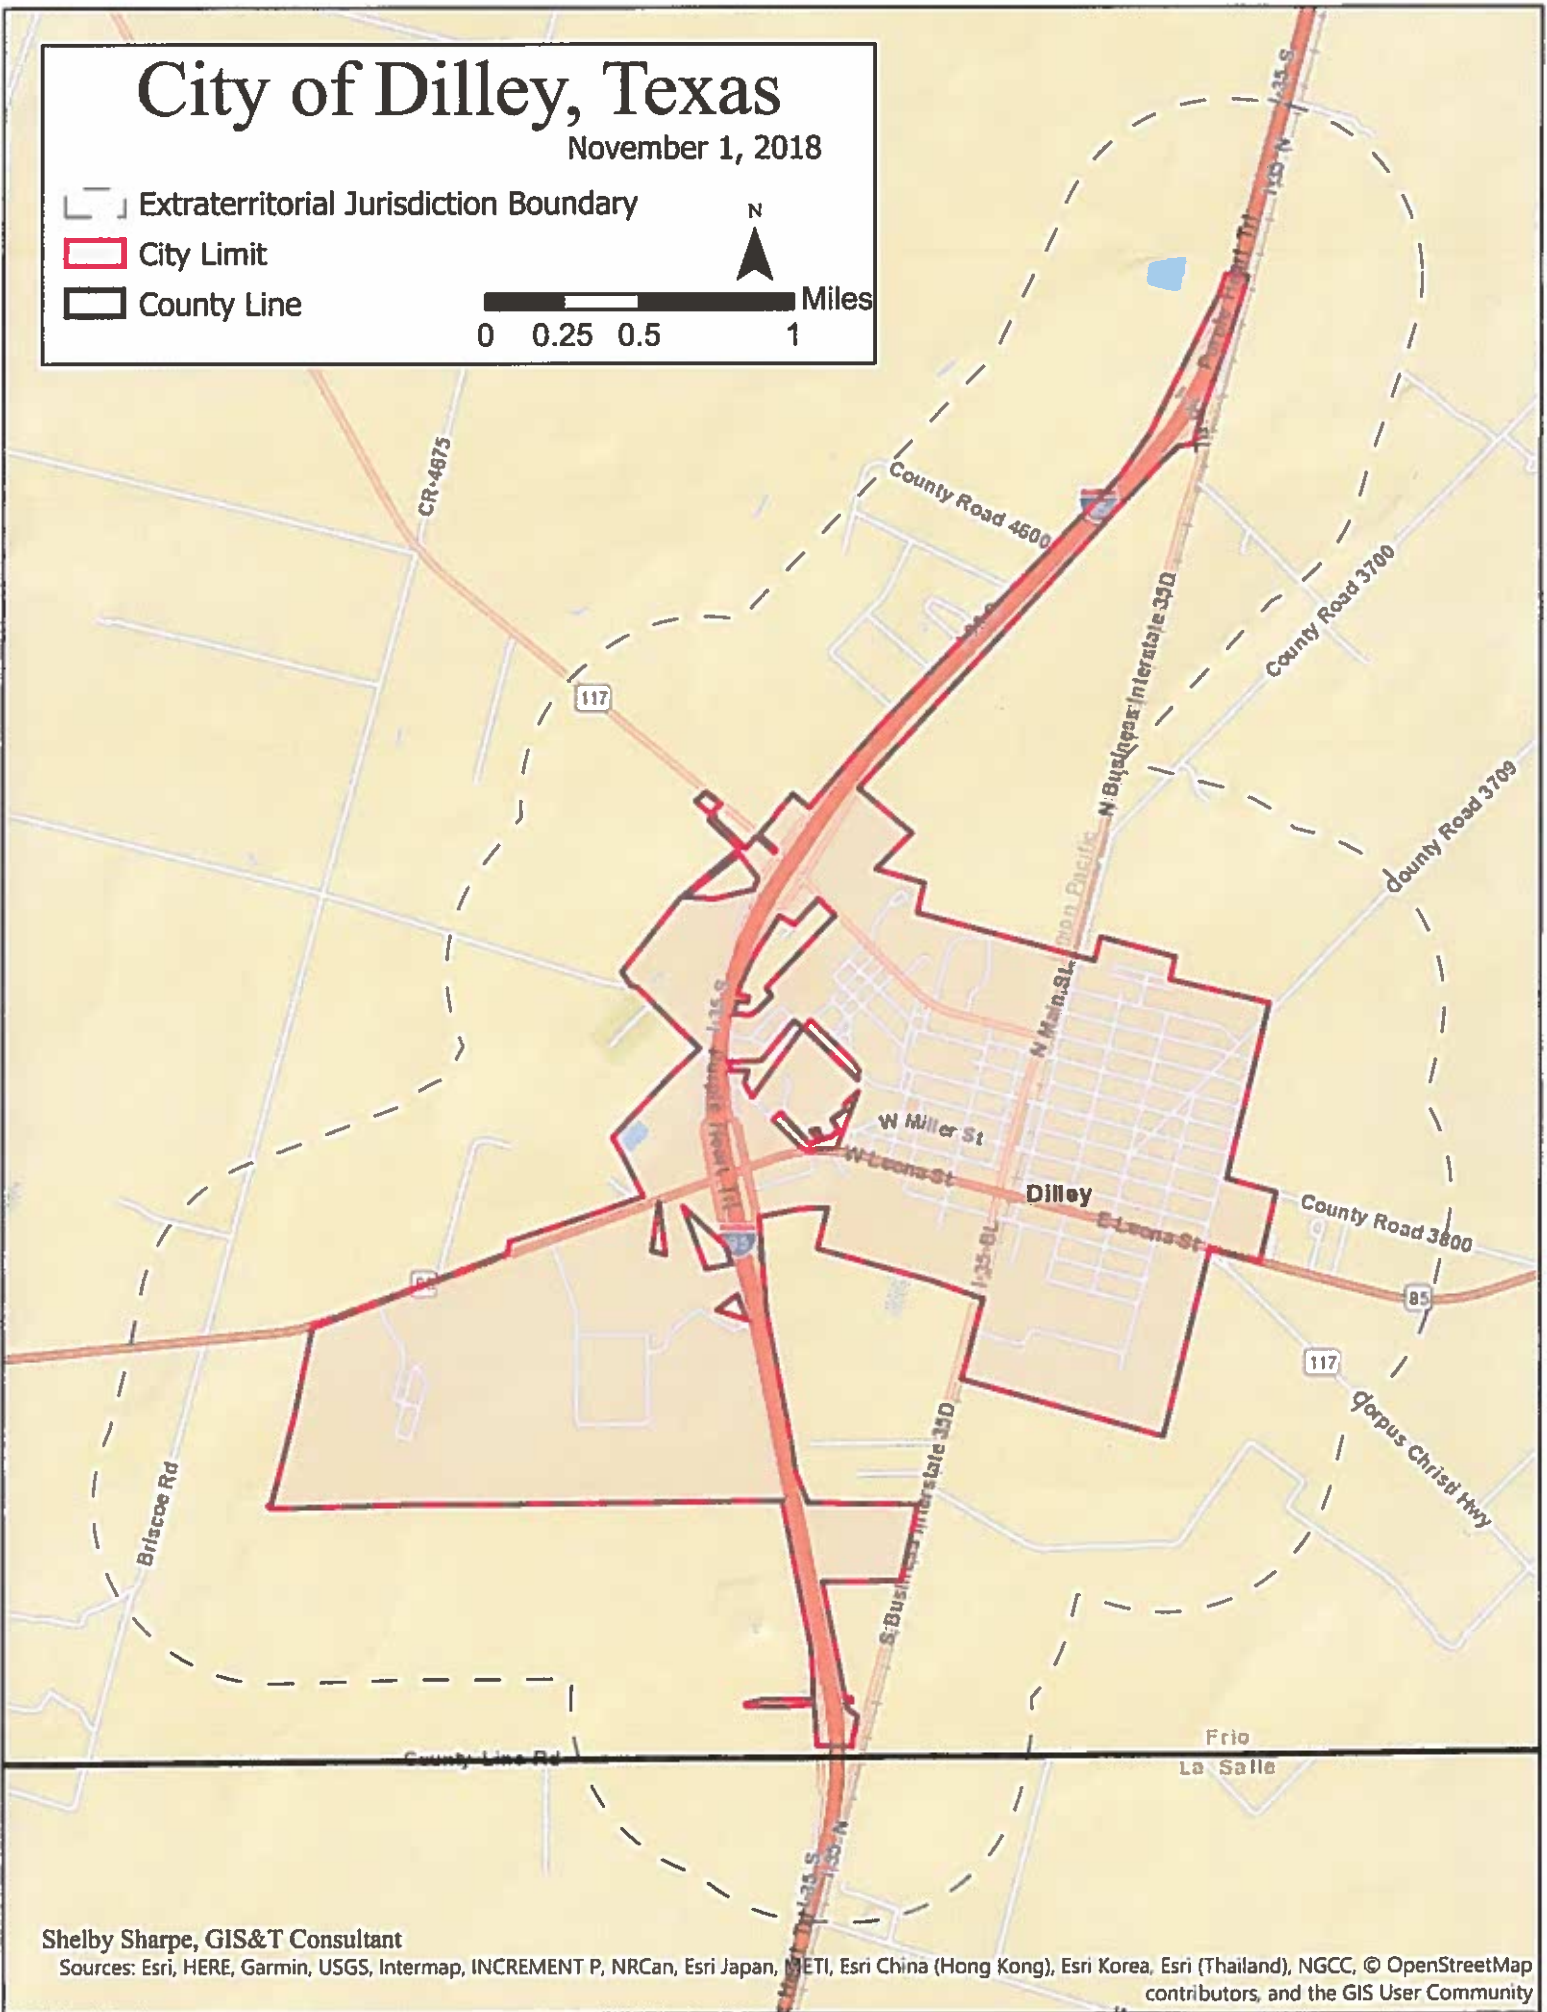 City of Dilley, Texas
November 1, 2018
Extraterritorial Jurisdiction Boundary
City Limit
County Line
N
Miles
0 0.25 0.5 1
I-35 S
I-35 N
CR-4675
County Road 4600
County Road 3700
N Business Interstate 35D
117
County Road 3709
N Main St
W Miller St
W Leona St
Dilley
E Leona St
County Road 3800
I-35-BL
35
85
85
117
Corpus Christi Hwy
S Business Interstate 35D
Briscoe Rd
County Line Rd
Frio
La Salle
I-35 S
I-35-N
Shelby Sharpe, GIS&T Consultant
Sources: Esri, HERE, Garmin, USGS, Intermap, INCREMENT P, NRCan, Esri Japan, METI, Esri China (Hong Kong), Esri Korea, Esri (Thailand), NGCC, © OpenStreetMap
contributors, and the GIS User Community